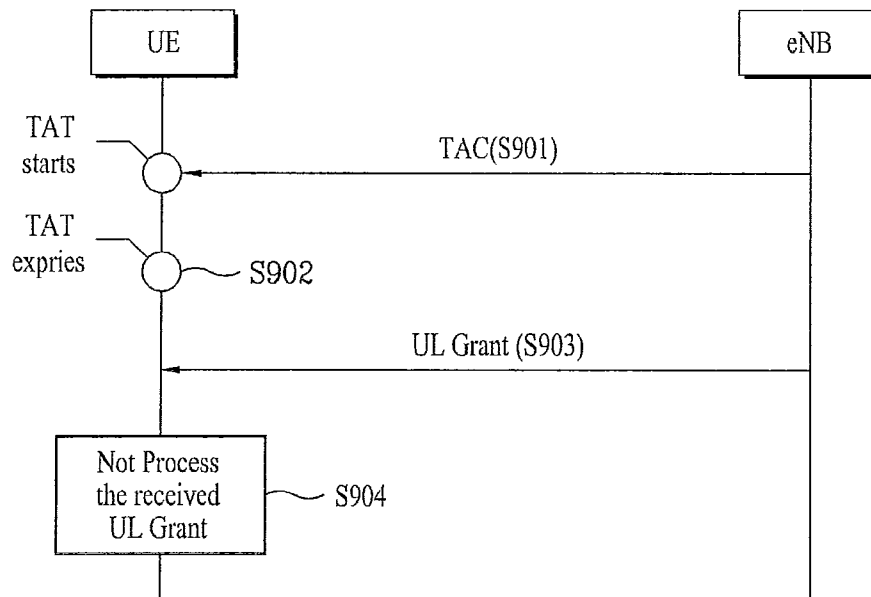 UE
eNB
TAT
starts
TAC(S901)
TAT
expries
S902
UL Grant (S903)
Not Process
the received
UL Grant
S904